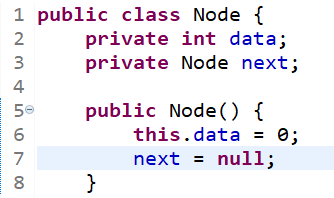 1 public class Node {
2     private int data;
3     private Node next;
4
5     public Node() {
6         this.data = 0;
7         next = null;
8     }